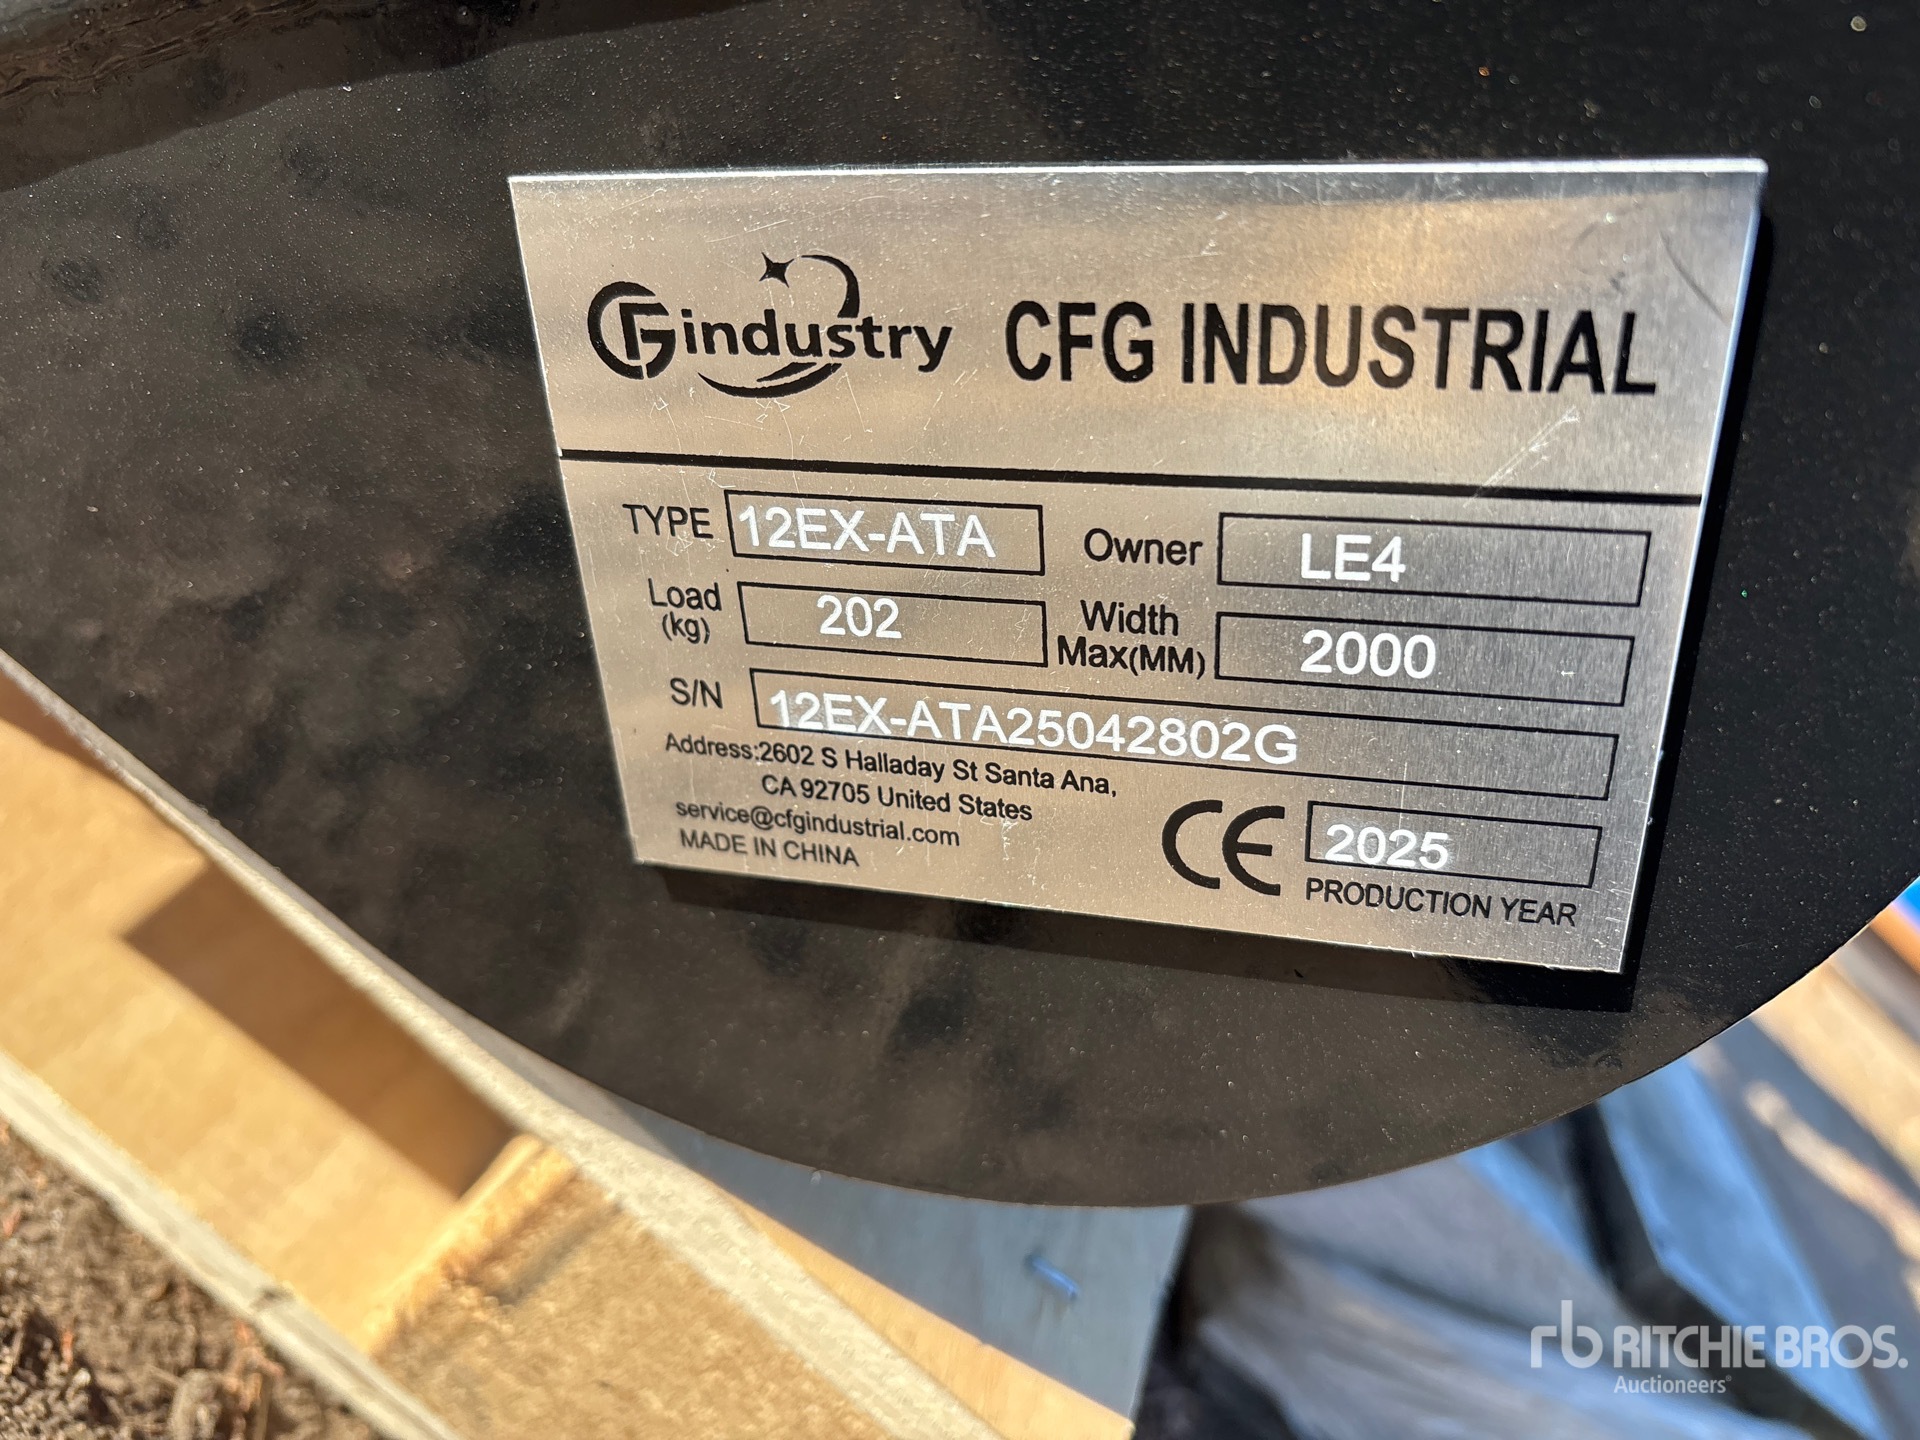 CFGindustry CFG INDUSTRIAL
TYPE 12EX-ATA Owner LE4
Load (kg) 202 Width Max(MM) 2000
S/N 12EX-ATA25042802G
Address:2602 S Halladay St Santa Ana,
CA 92705 United States
service@cfgindustrial.com
MADE IN CHINA
CE 2025
PRODUCTION YEAR
rb RITCHIE BROS.
Auctioneers®